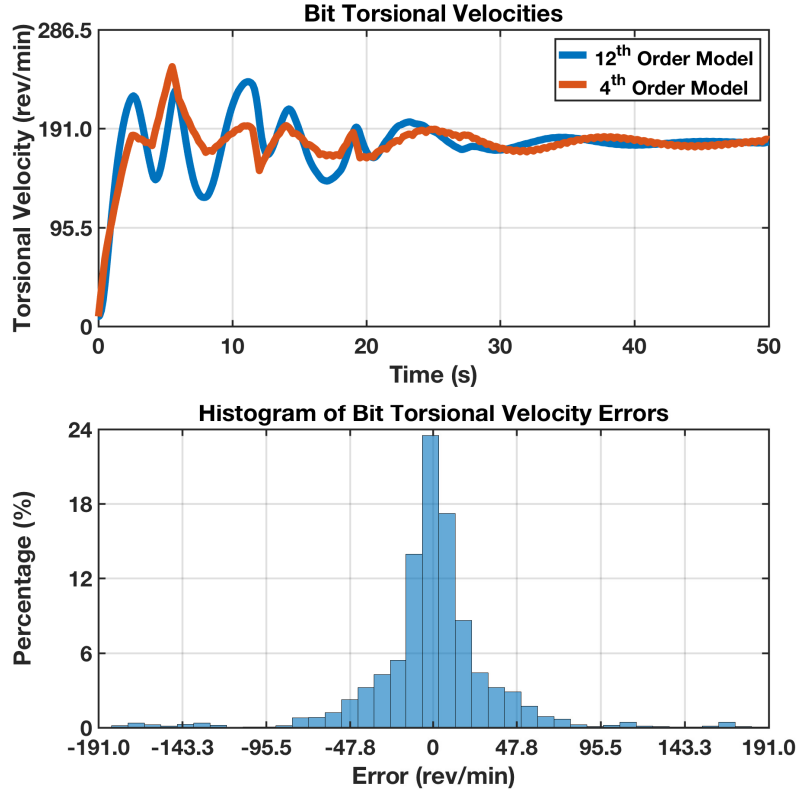 Bit Torsional Velocities
Torsional Velocity (rev/min)
286.5
191.0
95.5
0
12th Order Model
4th Order Model
0 10 20 30 40 50
Time (s)
Histogram of Bit Torsional Velocity Errors
Percentage (%)
24
18
12
6
0
-191.0 -143.3 -95.5 -47.8 0 47.8 95.5 143.3 191.0
Error (rev/min)